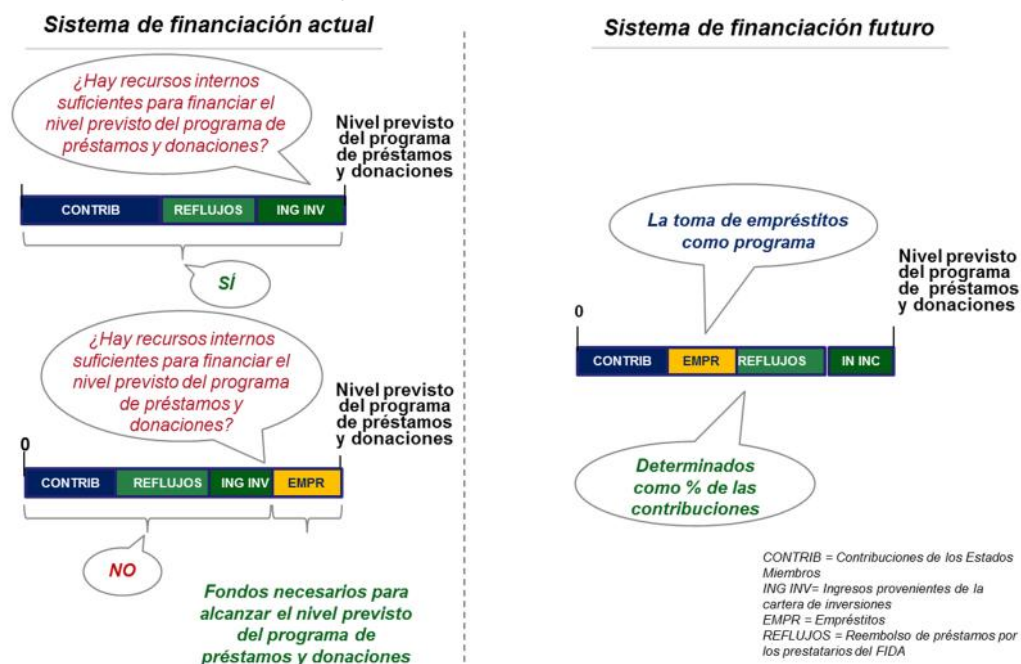 Sistema de financiación actual
¿Hay recursos internos
suficientes para financiar el
nivel previsto del programa de
préstamos y donaciones?
Nivel previsto
del programa
de préstamos
y donaciones
CONTRIB
REFLUJOS
ING INV
SÍ
¿Hay recursos internos
suficientes para financiar el
nivel previsto del programa
de préstamos y
donaciones?
Nivel previsto
del programa
de préstamos
y donaciones
0
CONTRIB
REFLUJOS
ING INV
EMPR
NO
Fondos necesarios para
alcanzar el nivel previsto
del programa de
préstamos y donaciones
Sistema de financiación futuro
La toma de empréstitos
como programa
Nivel previsto
del programa
de préstamos
y donaciones
0
CONTRIB
EMPR
REFLUJOS
IN INC
Determinados
como % de las
contribuciones
CONTRIB = Contribuciones de los Estados
Miembros
ING INV= Ingresos provenientes de la
cartera de inversiones
EMPR = Empréstitos
REFLUJOS = Reembolso de préstamos por
los prestatarios del FIDA